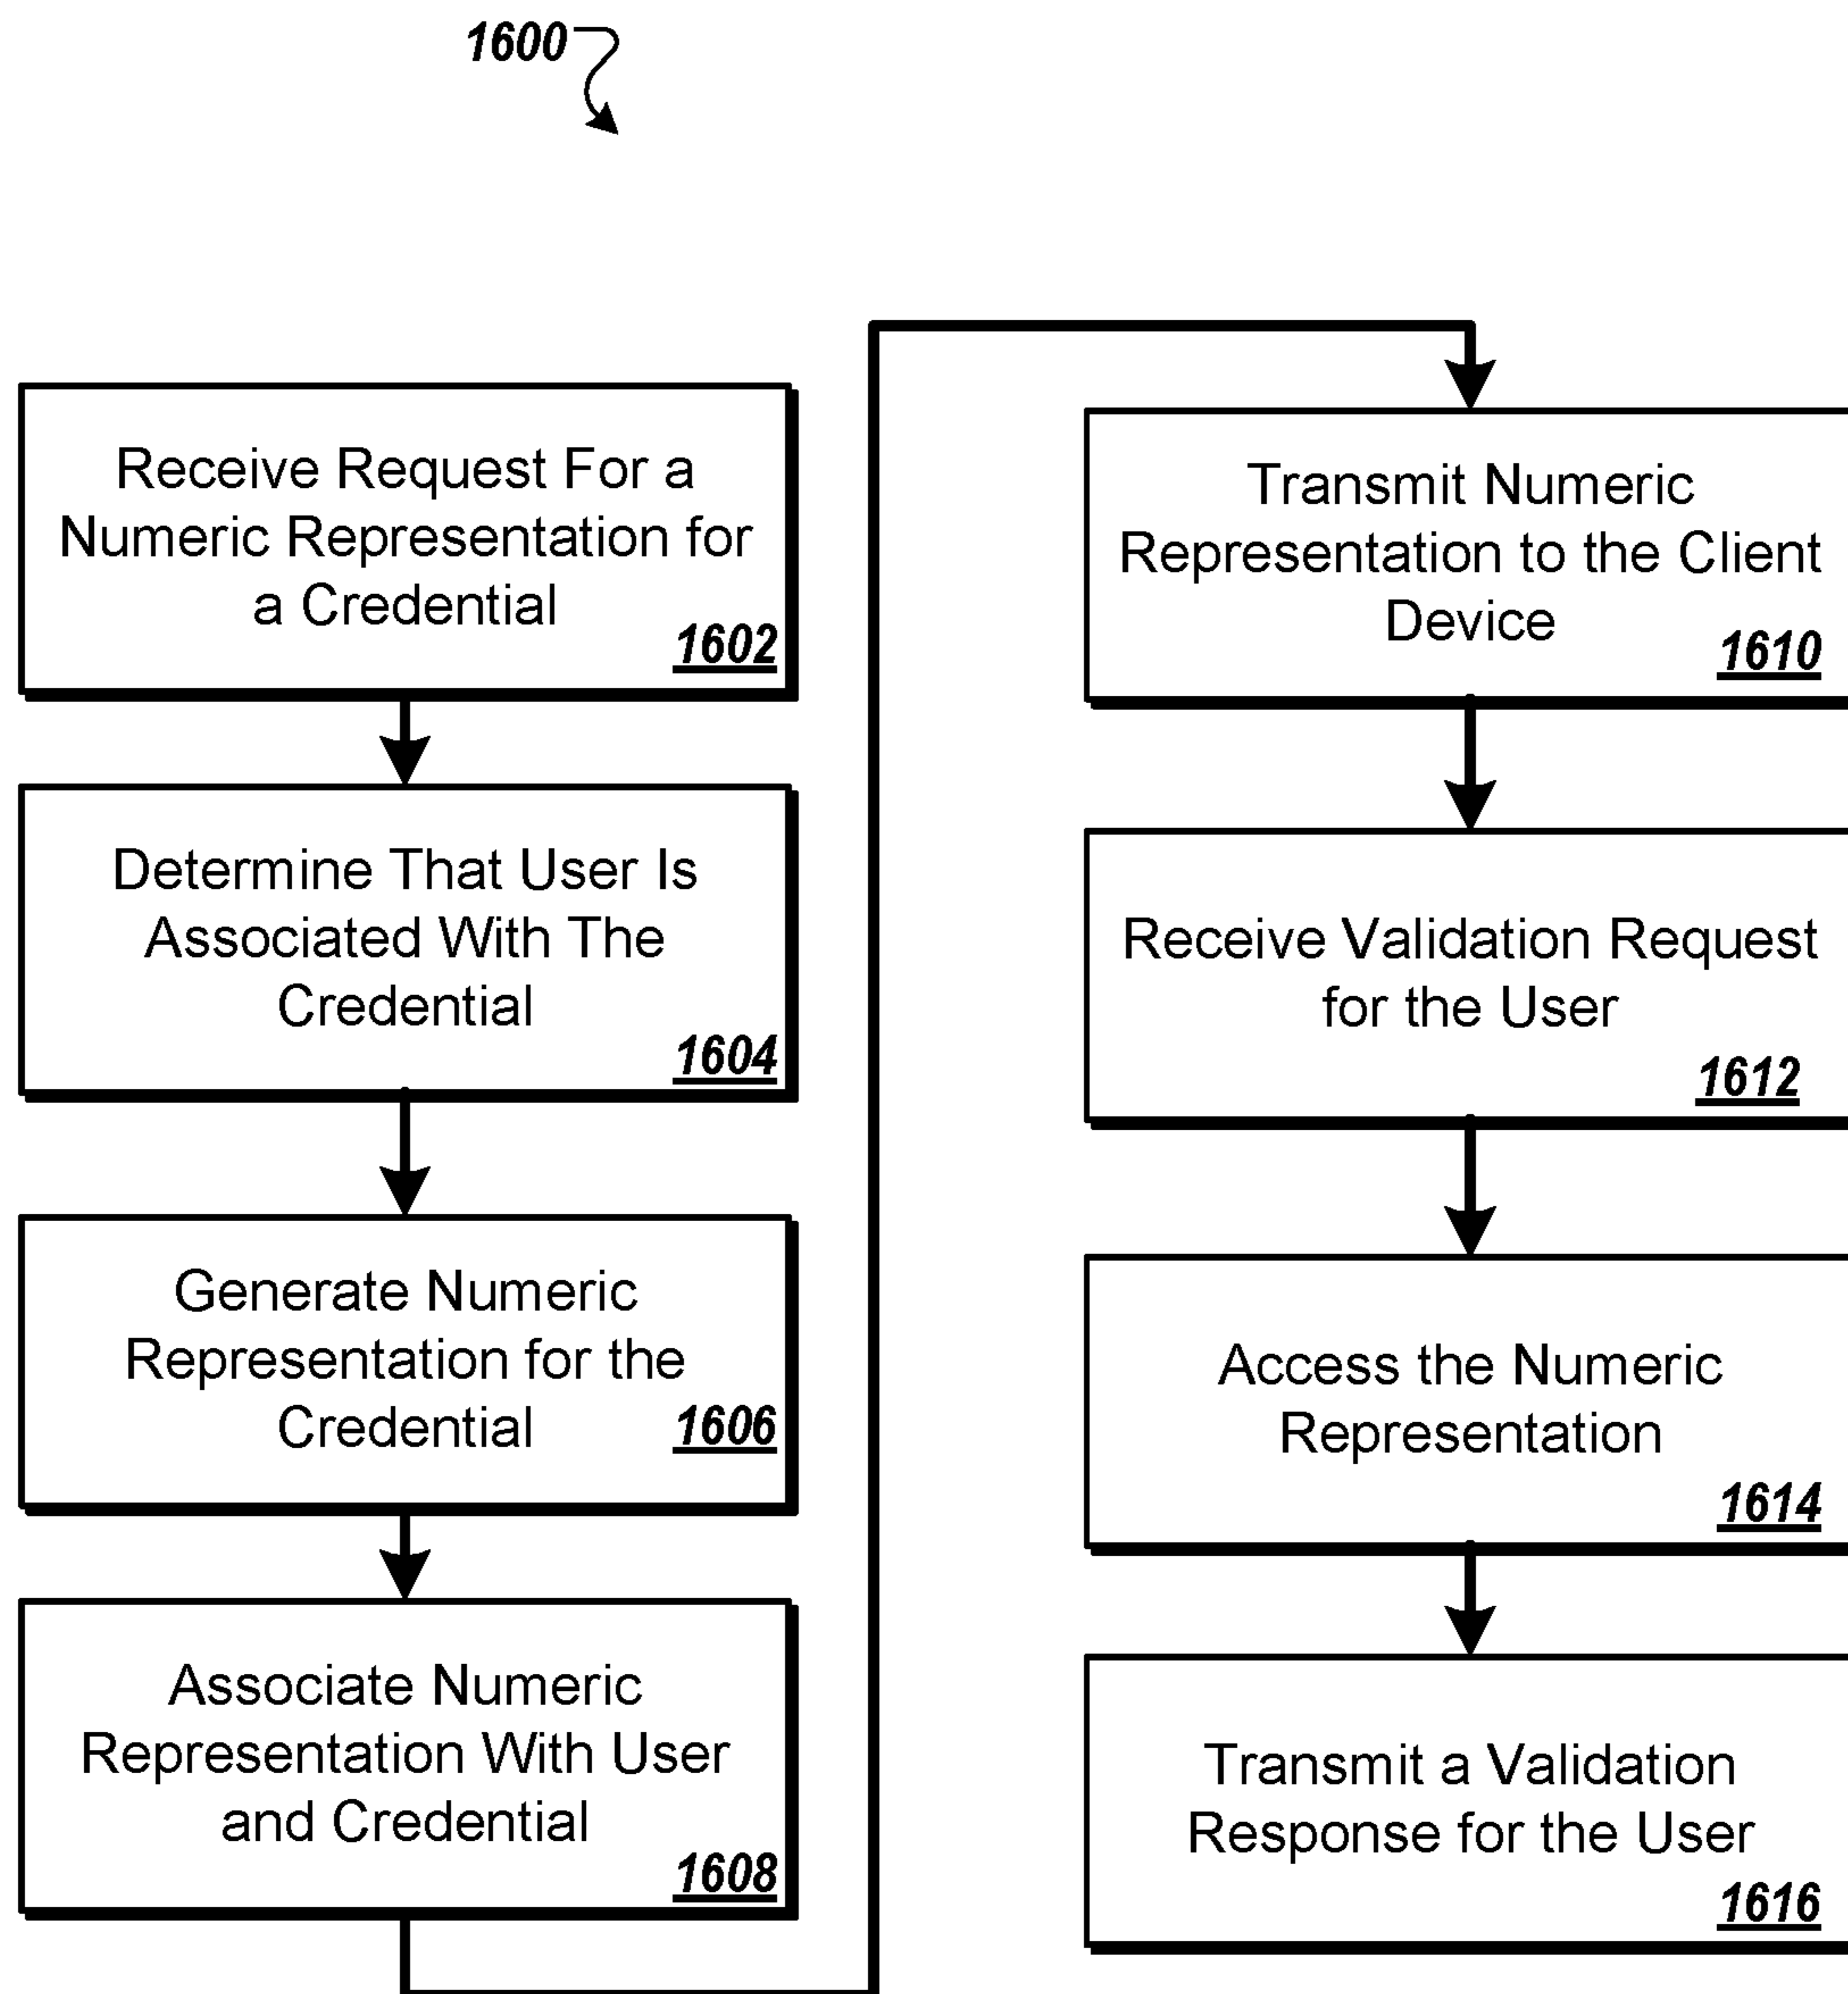 1600
Receive Request For a
Numeric Representation for
a Credential
1602
Determine That User Is
Associated With The
Credential
1604
Generate Numeric
Representation for the
Credential
1606
Associate Numeric
Representation With User
and Credential
1608
Transmit Numeric
Representation to the Client
Device
1610
Receive Validation Request
for the User
1612
Access the Numeric
Representation
1614
Transmit a Validation
Response for the User
1616